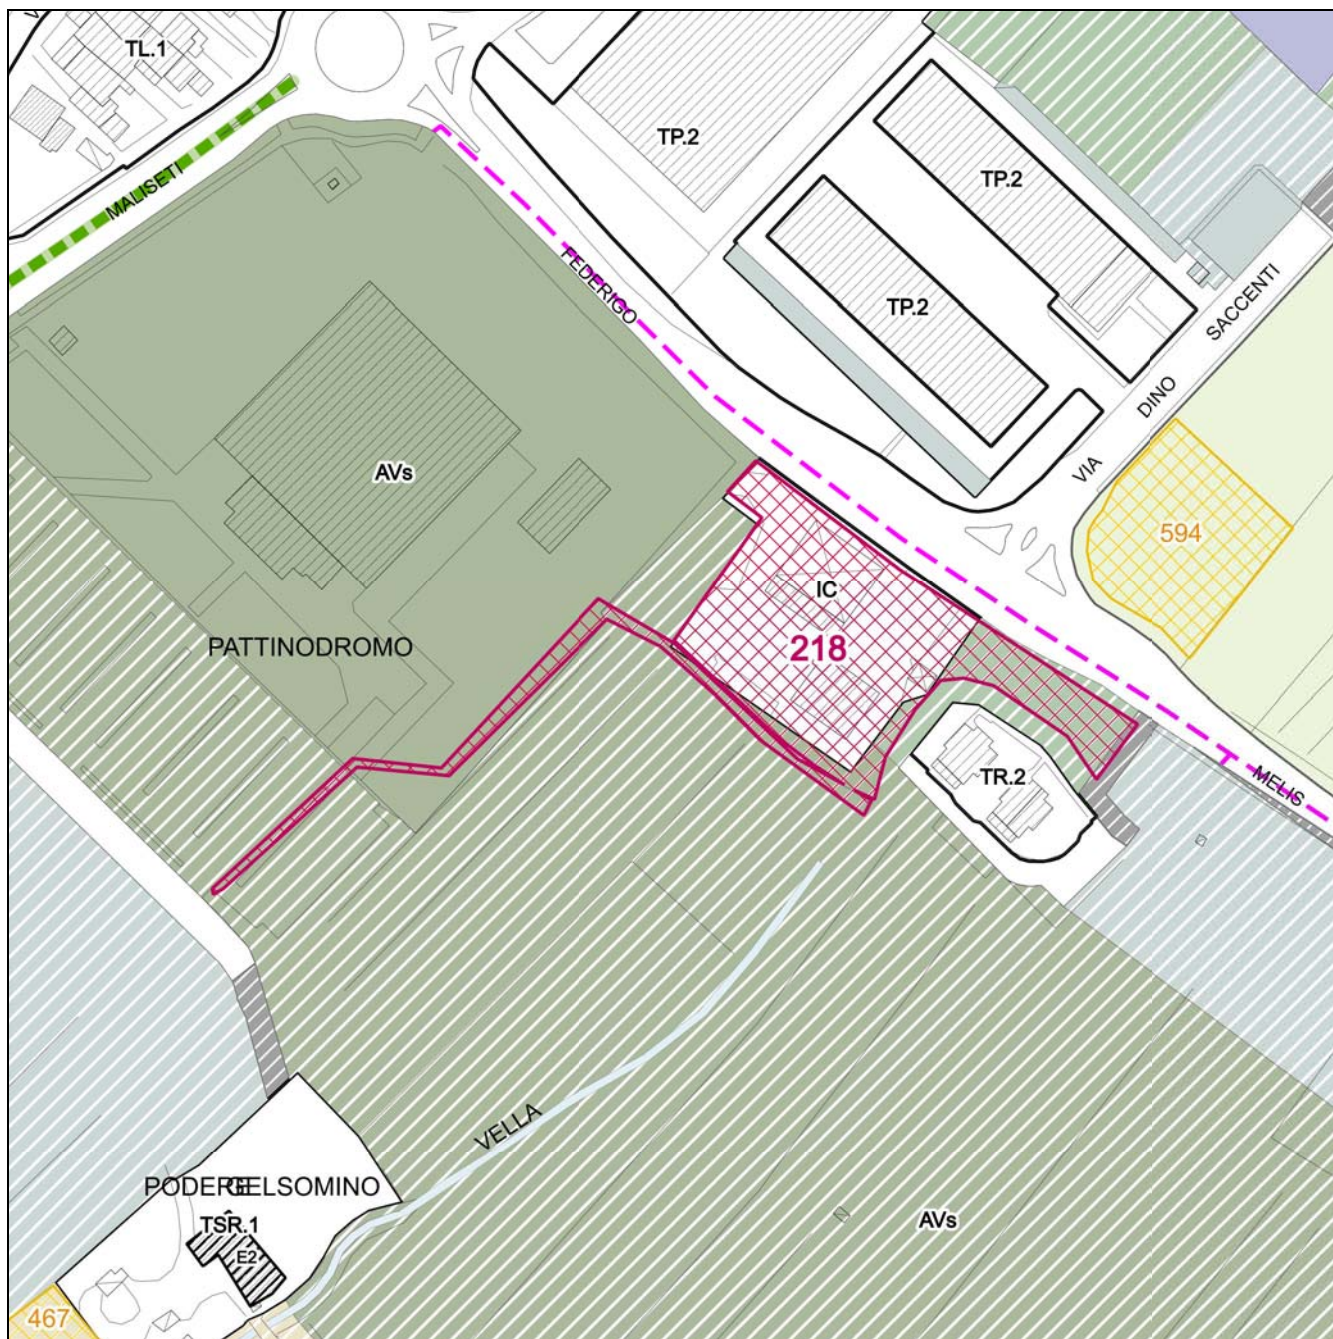 TL.1
TP.2
TP.2
MALISETI
FEDERIGO
TP.2
SACCENTI
DINO
VIA
AVs
594
IC
218
PATTINODROMO
TR.2
MELIS
VELLA
PODERE GELSOMINO
TSR.1
AVs
E2
467